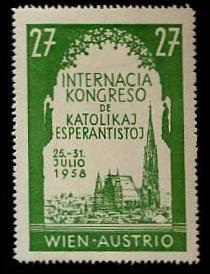 27 27
INTERNACIA
KONGRESO
DE
KATOLIKAJ
ESPERANTISTOJ
25.-31.
JULIO
1958
WIEN-AUSTRIO